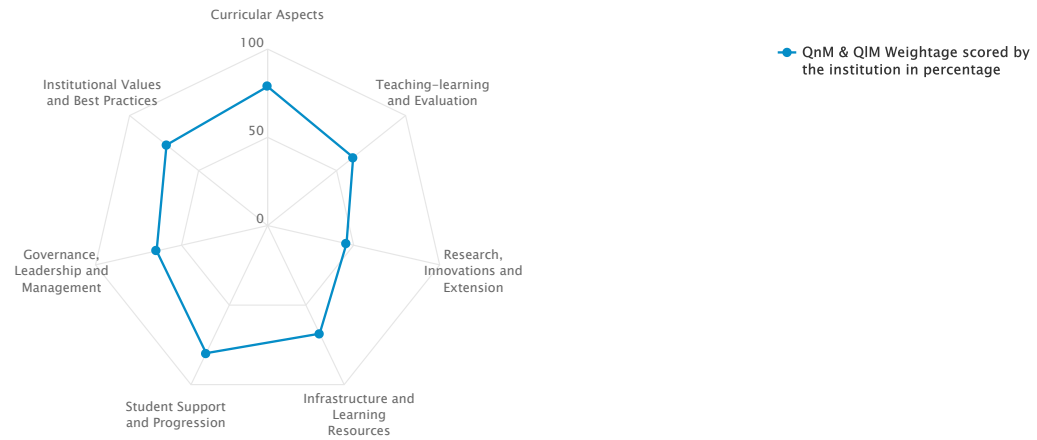 Curricular Aspects
100
QnM & QlM Weightage scored by
the institution in percentage
Institutional Values
and Best Practices
Teaching-learning
and Evaluation
50
0
Governance,
Leadership and
Management
Research,
Innovations and
Extension
Student Support
and Progression
Infrastructure and
Learning
Resources